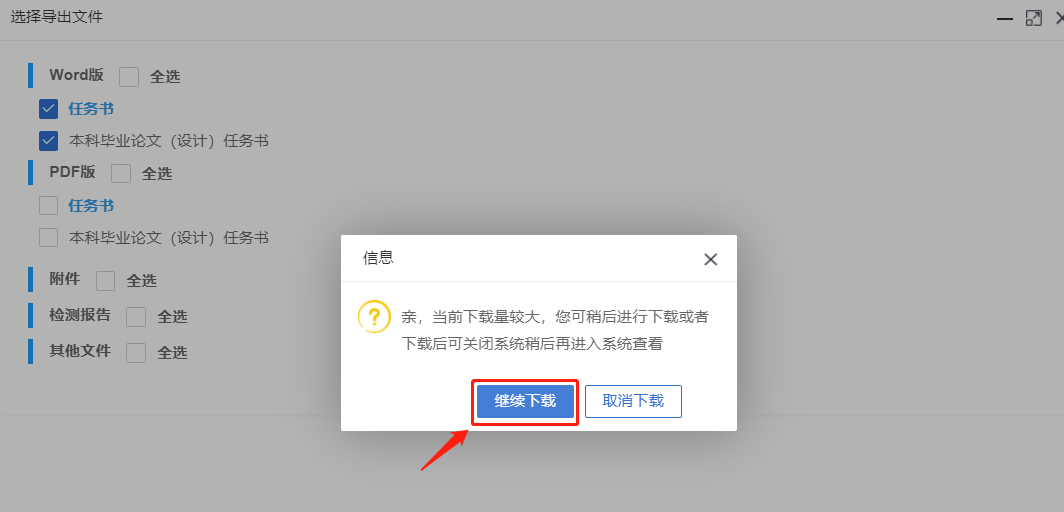 选择导出文件
Word版 全选
任务书
本科毕业论文（设计）任务书
PDF版 全选
任务书
本科毕业论文（设计）任务书
附件 全选
检测报告 全选
其他文件 全选
信息
?
亲，当前下载量较大，您可稍后进行下载或者
下载后可关闭系统稍后再进入系统查看
继续下载 取消下载